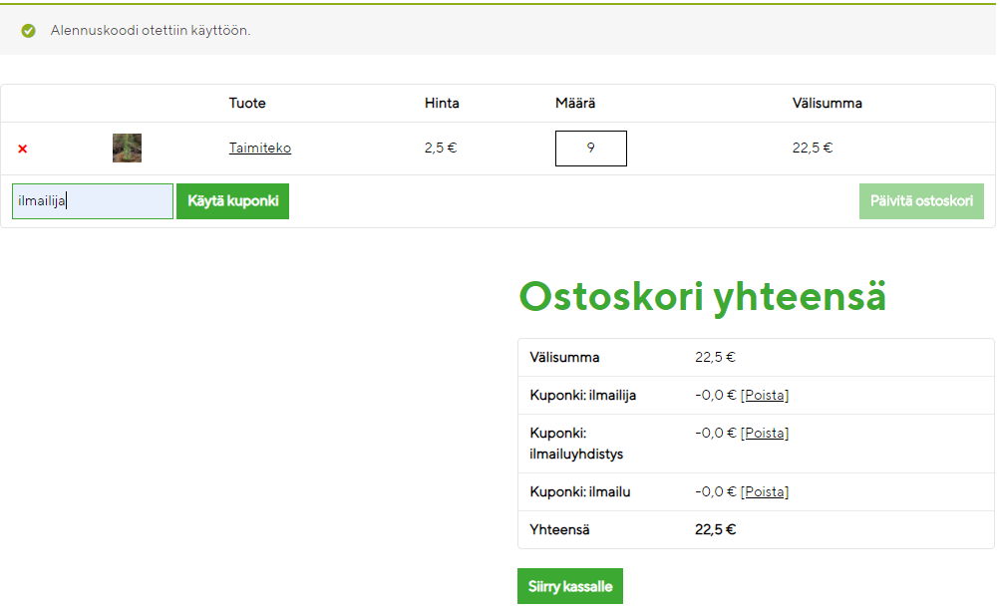 Alennuskoodi otettiin käyttöön.
Tuote Hinta Määrä Välisumma
× Taimiteko 2,5 € 9 22,5 €
ilmailija Käytä kuponki Päivitä ostoskori
Ostoskori yhteensä
Välisumma 22,5 €
Kuponki: ilmailija -0,0 € [Poista]
Kuponki: -0,0 € [Poista]
ilmailuyhdistys
Kuponki: ilmailu -0,0 € [Poista]
Yhteensä 22,5 €
Siirry kassalle